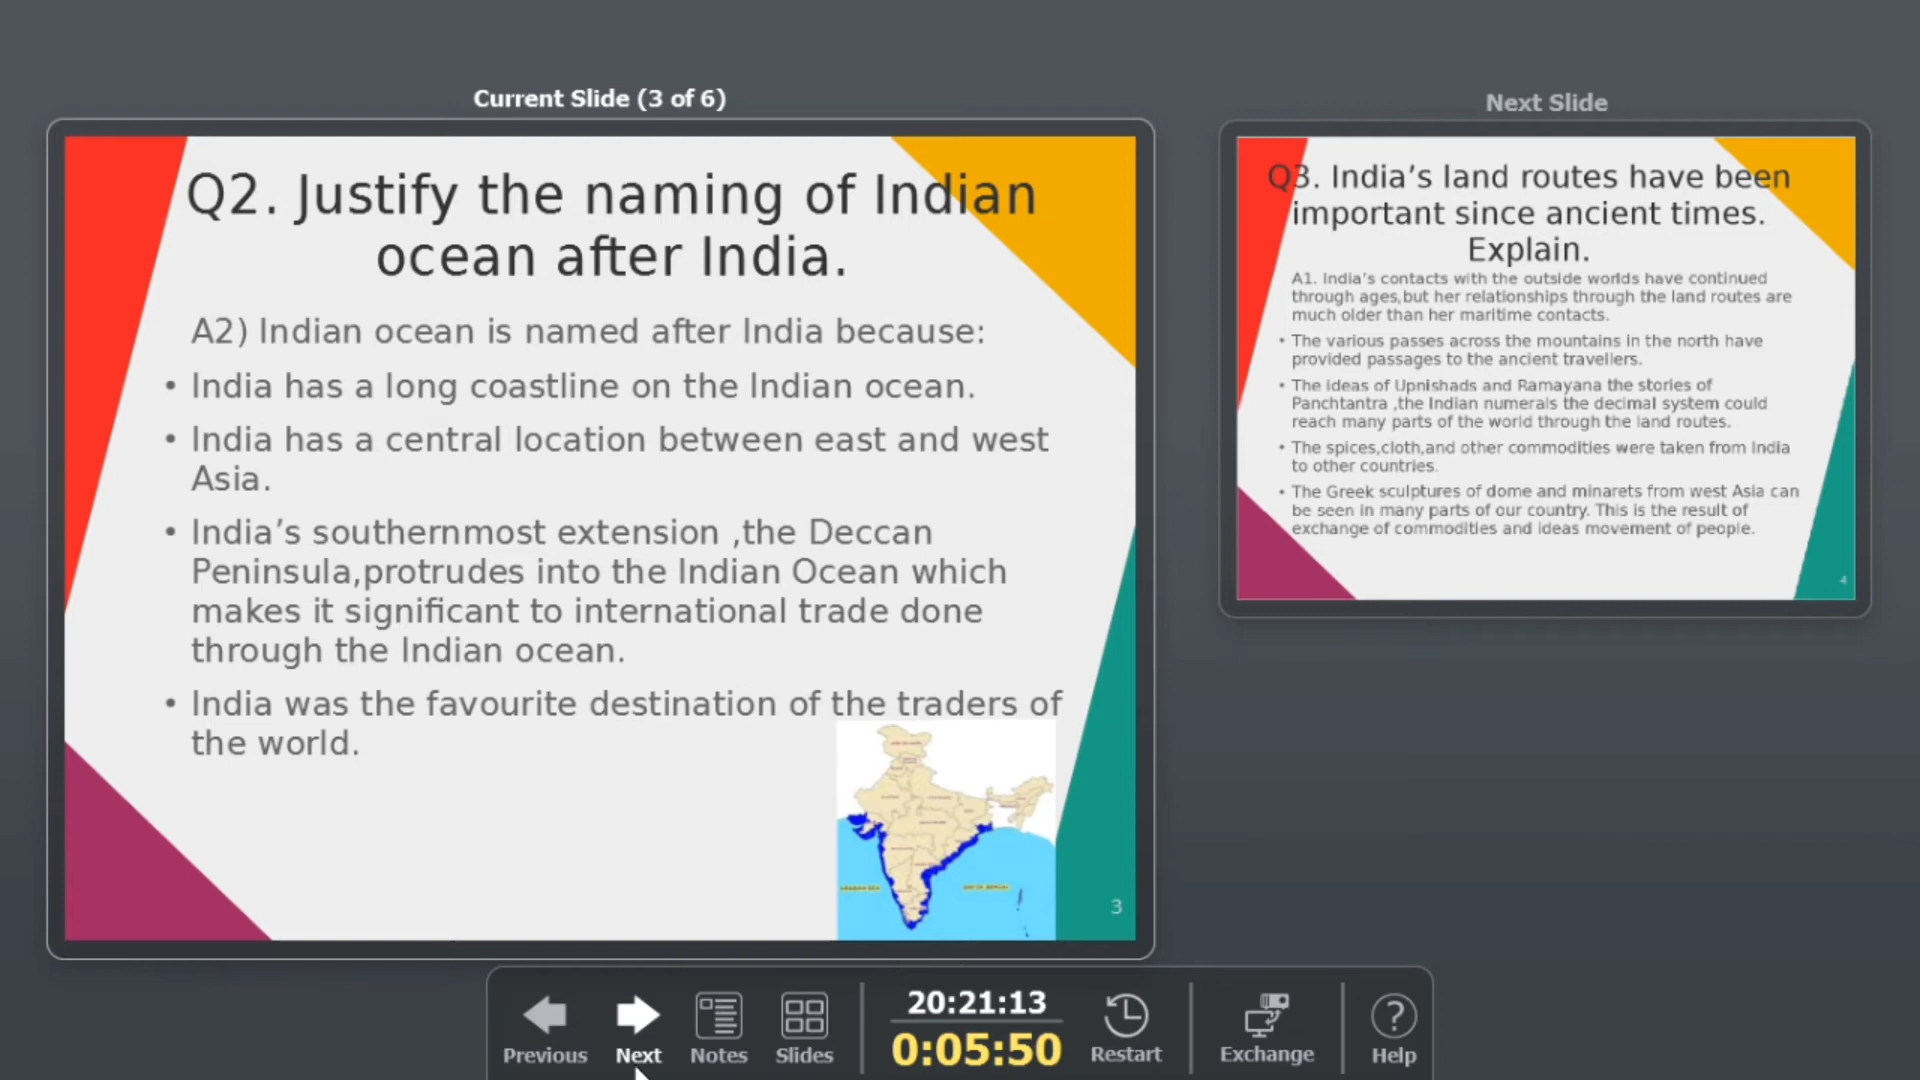 Current Slide (3 of 6)
Q2. Justify the naming of Indian
ocean after India.
A2) Indian ocean is named after India because:
• India has a long coastline on the Indian ocean.
• India has a central location between east and west
Asia.
• India’s southernmost extension ,the Deccan
Peninsula,protrudes into the Indian Ocean which
makes it significant to international trade done
through the Indian ocean.
• India was the favourite destination of the traders of
the world.
3
Next Slide
Q3. India’s land routes have been
important since ancient times.
Explain.
A1. India’s contacts with the outside worlds have continued
through ages,but her relationships through the land routes are
much older than her maritime contacts.
• The various passes across the mountains in the north have
provided passages to the ancient travellers.
• The ideas of Upnishads and Ramayana the stories of
Panchtantra ,the Indian numerals the decimal system could
reach many parts of the world through the land routes.
• The spices,cloth,and other commodities were taken from India
to other countries.
• The Greek sculptures of dome and minarets from west Asia can
be seen in many parts of our country. This is the result of
exchange of commodities and ideas movement of people.
4
Previous
Next
Notes
Slides
20:21:13
0:05:50
Restart
Exchange
Help